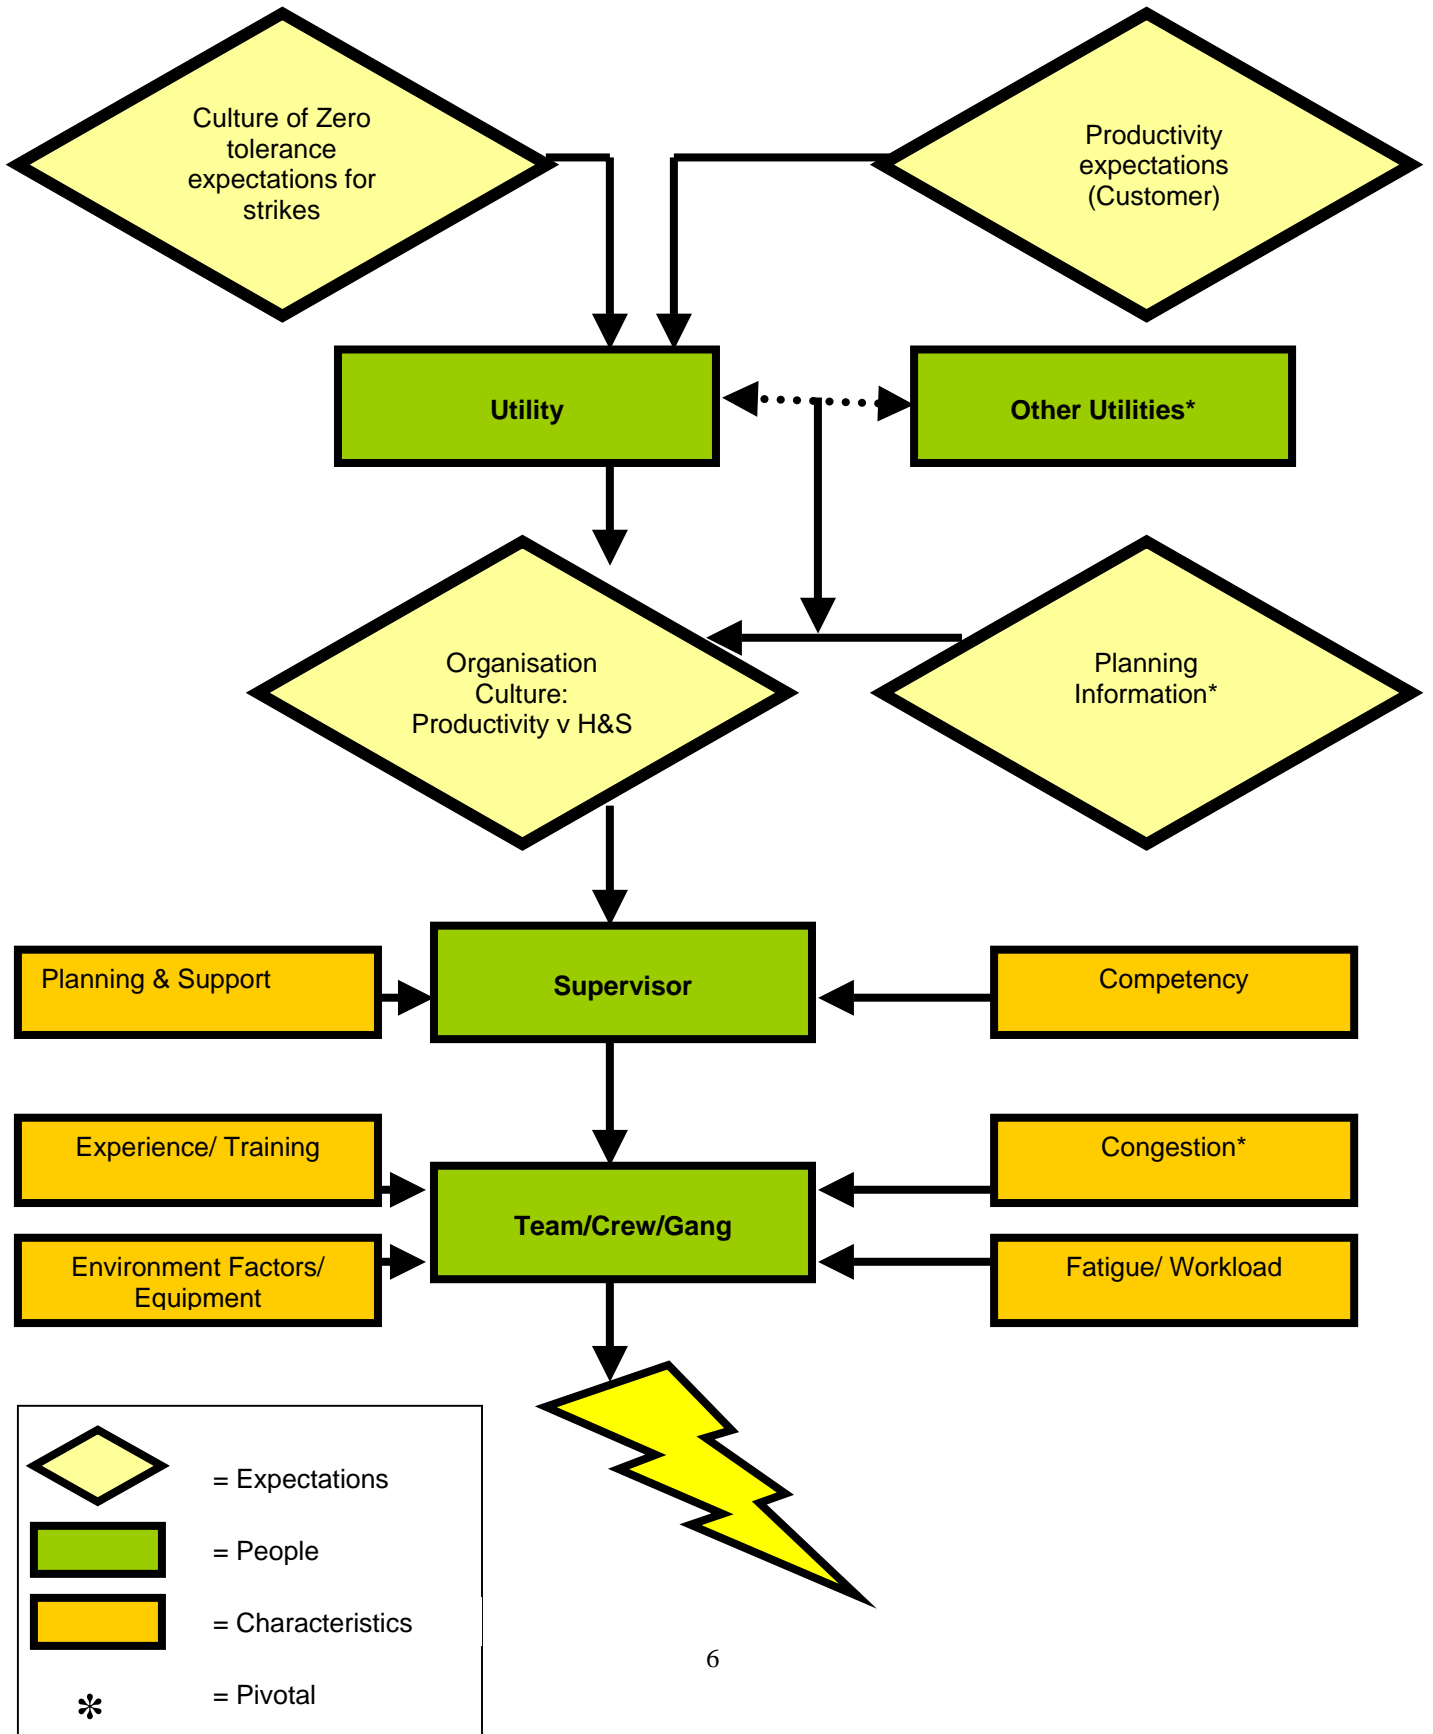 Culture of Zero
tolerance
expectations for
strikes
Productivity
expectations
(Customer)
Utility
Other Utilities*
Organisation
Culture:
Productivity v H&S
Planning
Information*
Planning & Support
Supervisor
Competency
Experience/ Training
Congestion*
Team/Crew/Gang
Environment Factors/
Equipment
Fatigue/ Workload
= Expectations
= People
= Characteristics
* = Pivotal
6